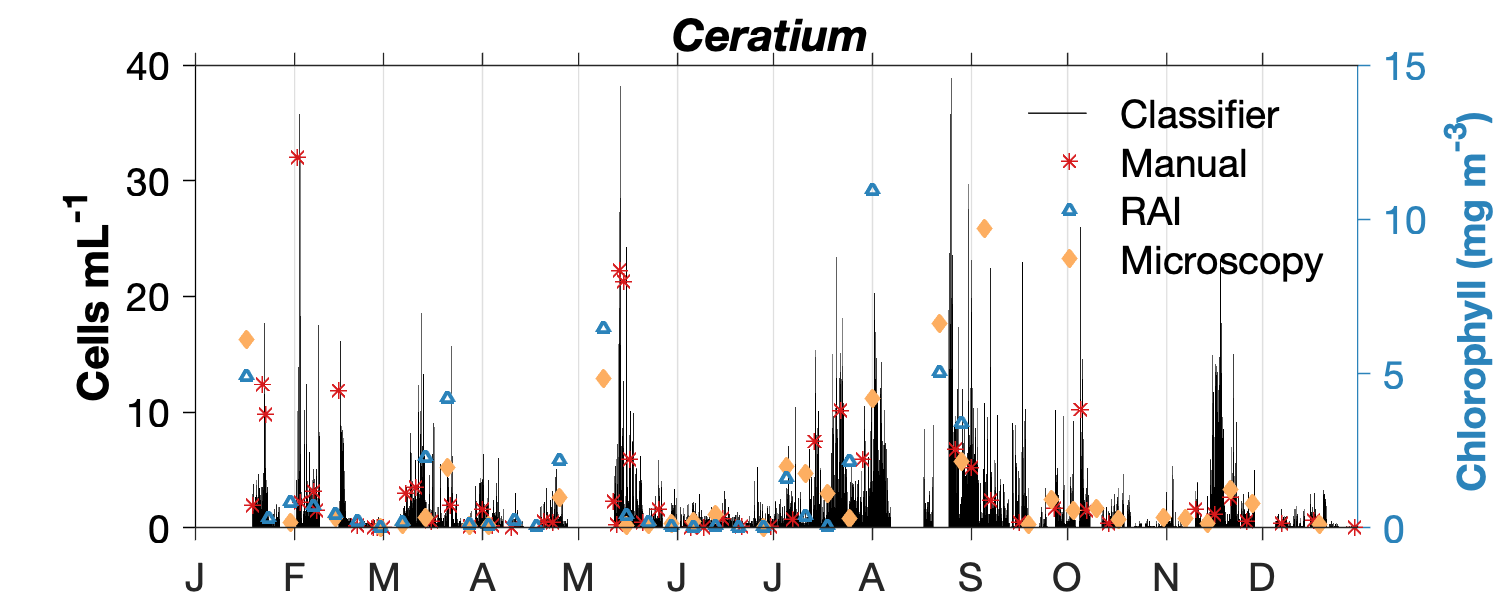 Ceratium
40
30
20
10
0
Cells mL-1
15
10
5
0
Chlorophyll (mg m-3)
Classifier
Manual
RAI
Microscopy
J F M A M J J A S O N D